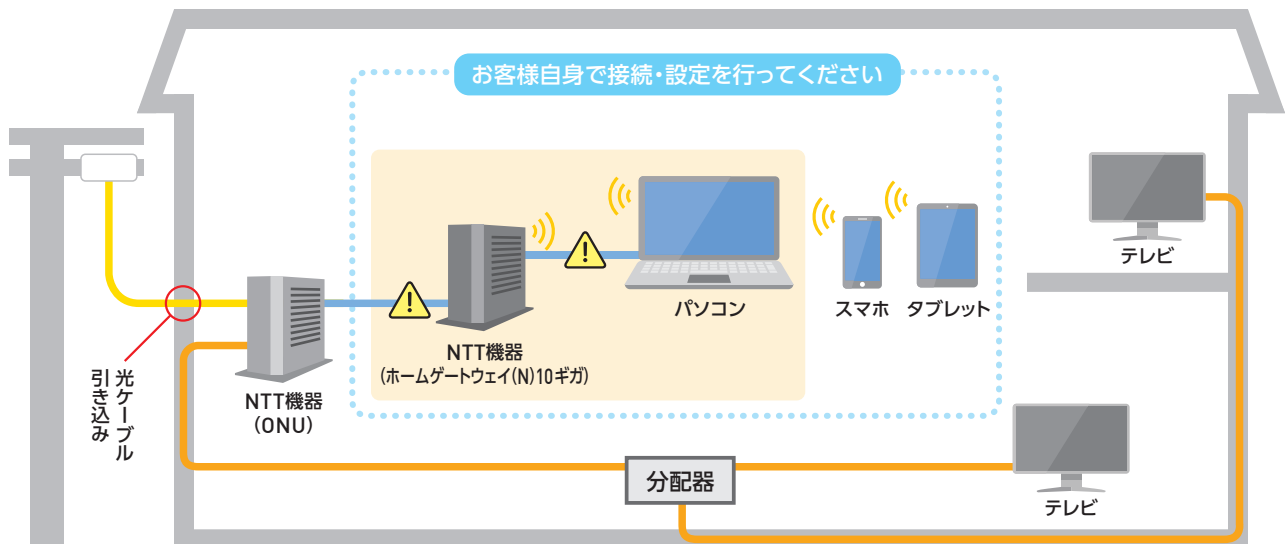 お客様自身で接続・設定を行ってください
テレビ
パソコン
スマホ
タブレット
NTT機器
(ホームゲートウェイ(N)10ギガ)
光ケーブル
引き込み
NTT機器
(ONU)
分配器
テレビ